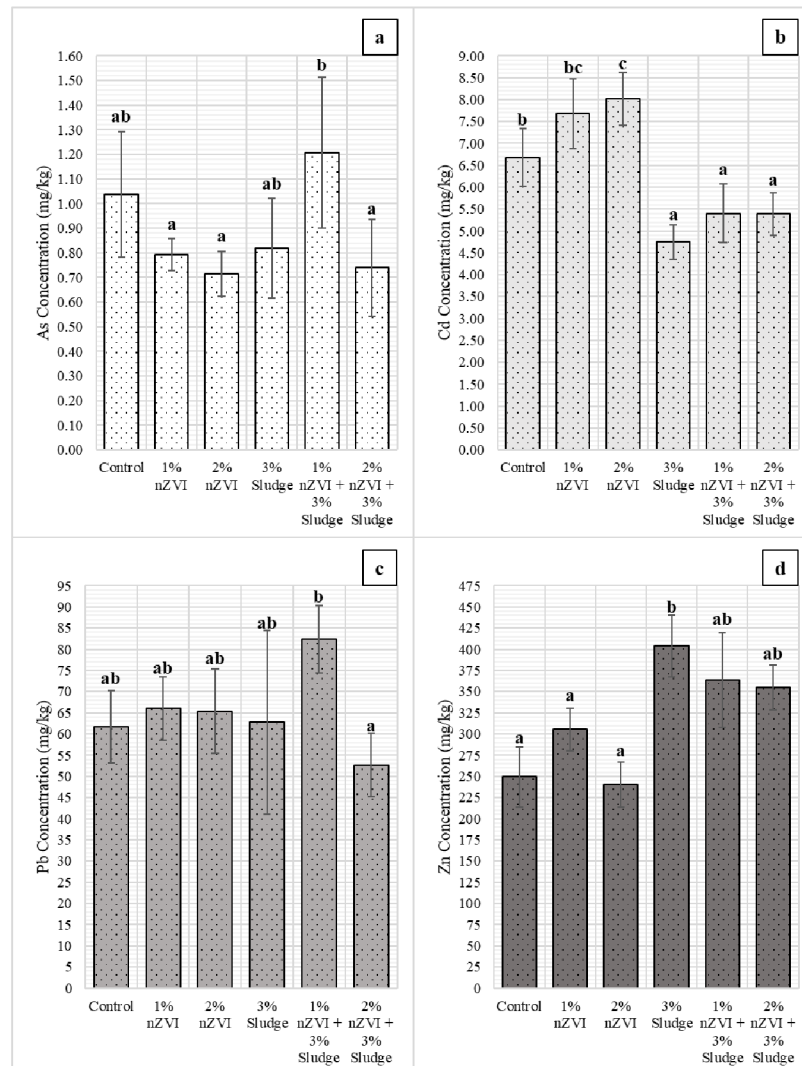 a
As Concentration (mg/kg)
1.60
1.50
1.40
1.30
1.20
1.10
1.00
0.90
0.80
0.70
0.60
0.50
0.40
0.30
0.20
0.10
0.00
ab
a
a
ab
b
a
Control
1% nZVI
2% nZVI
3% Sludge
1% nZVI + 3% Sludge
2% nZVI + 3% Sludge
b
Cd Concentration (mg/kg)
9.00
8.50
8.00
7.50
7.00
6.50
6.00
5.50
5.00
4.50
4.00
3.50
3.00
2.50
2.00
1.50
1.00
0.50
0.00
b
bc
c
a
a
a
Control
1% nZVI
2% nZVI
3% Sludge
1% nZVI + 3% Sludge
2% nZVI + 3% Sludge
c
Pb Concentration (mg/kg)
95
90
85
80
75
70
65
60
55
50
45
40
35
30
25
20
15
10
5
0
ab
ab
ab
ab
b
a
Control
1% nZVI
2% nZVI
3% Sludge
1% nZVI + 3% Sludge
2% nZVI + 3% Sludge
d
Zn Concentration (mg/kg)
475
450
425
400
375
350
325
300
275
250
225
200
175
150
125
100
75
50
25
0
a
a
a
b
ab
ab
Control
1% nZVI
2% nZVI
3% Sludge
1% nZVI + 3% Sludge
2% nZVI + 3% Sludge